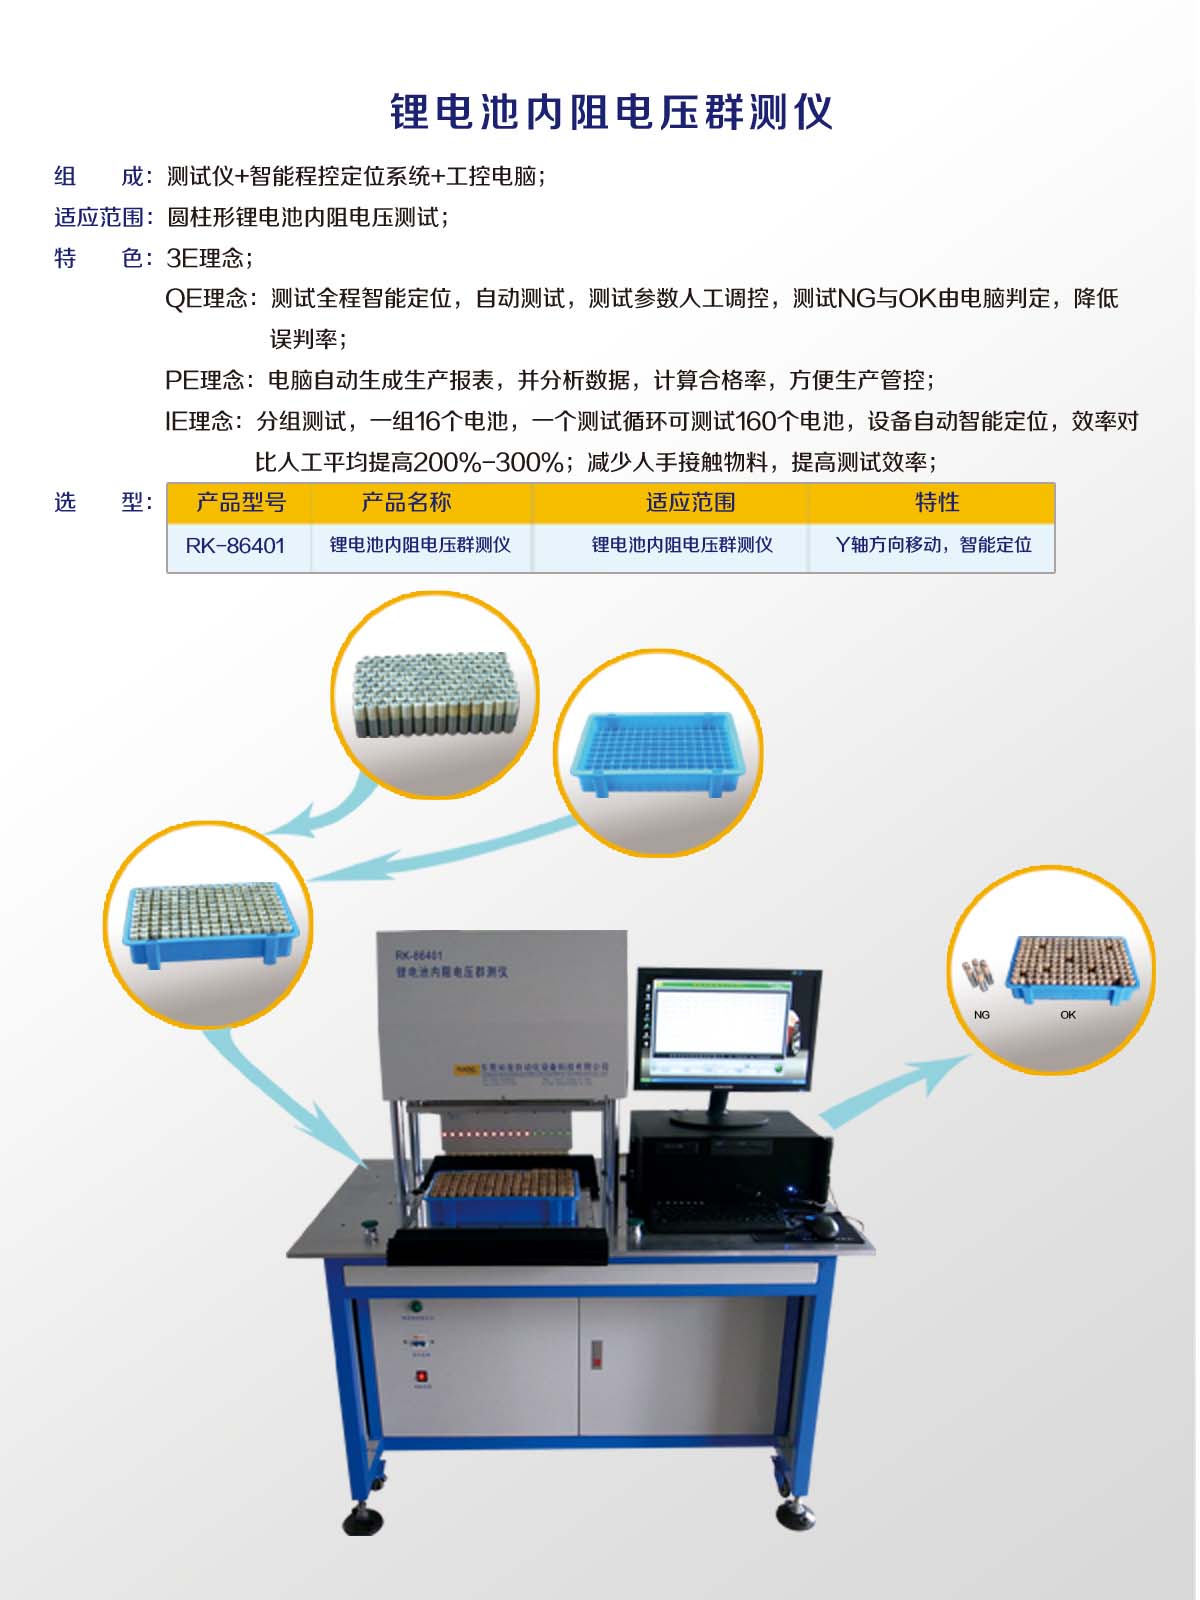 锂电池内阻电压群测仪
组 成：测试仪+智能程控定位系统+工控电脑；
适应范围：圆柱形锂电池内阻电压测试；
特 色：3E理念；
QE理念：测试全程智能定位，自动测试，测试参数人工调控，测试NG与OK由电脑判定，降低
误判率；
PE理念：电脑自动生成生产报表，并分析数据，计算合格率，方便生产管控；
IE理念：分组测试，一组16个电池，一个测试循环可测试160个电池，设备自动智能定位，效率对
比人工平均提高200%-300%；减少人手接触物料，提高测试效率；
选 型：
产品型号 产品名称 适应范围 特性
RK-86401 锂电池内阻电压群测仪 锂电池内阻电压群测仪 Y轴方向移动，智能定位
RK-86401
锂电池内阻电压群测仪
NG OK